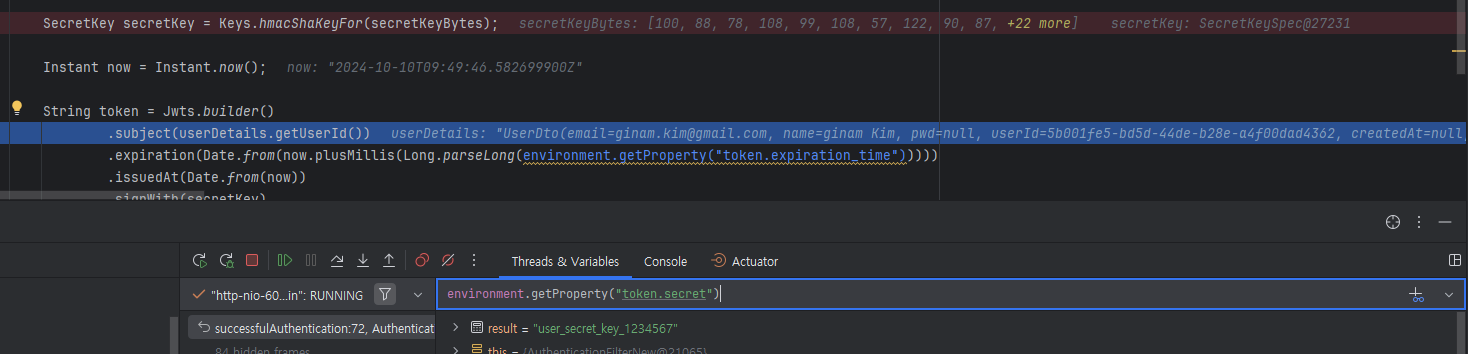 SecretKey secretKey = Keys.hmacShaKeyFor(secretKeyBytes); secretKeyBytes: [100, 88, 78, 108, 99, 108, 57, 122, 90, 87, +22 more] secretKey: SecretKeySpec@27231
Instant now = Instant.now(); now: "2024-10-10T09:49:46.582699900Z"
String token = Jwts.builder()
.subject(userDetails.getUserId()) userDetails: "UserDto(email=ginam.kim@gmail.com, name=ginam Kim, pwd=null, userId=5b001fe5-bd5d-44de-b28e-a4f00dad4362, createdAt=null,
.expiration(Date.from(now.plusMillis(Long.parseLong(environment.getProperty("token.expiration_time")))))
.issuedAt(Date.from(now))
.signWith(secretKey)
Threads & Variables Console Actuator
"http-nio-60...in": RUNNING
environment.getProperty("token.secret")
successfulAuthentication:72, Authenticat
result = "user_secret_key_1234567"
84 hidden frames
this = {AuthenticationFilterNew@21065}